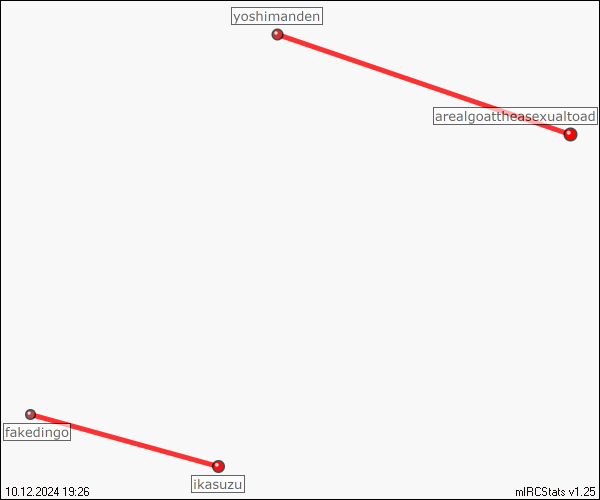 yoshimanden
arealgoattheasexualtoad
fakedingo
ikasuzu
10.12.2024 19:26
mIRCStats v1.25